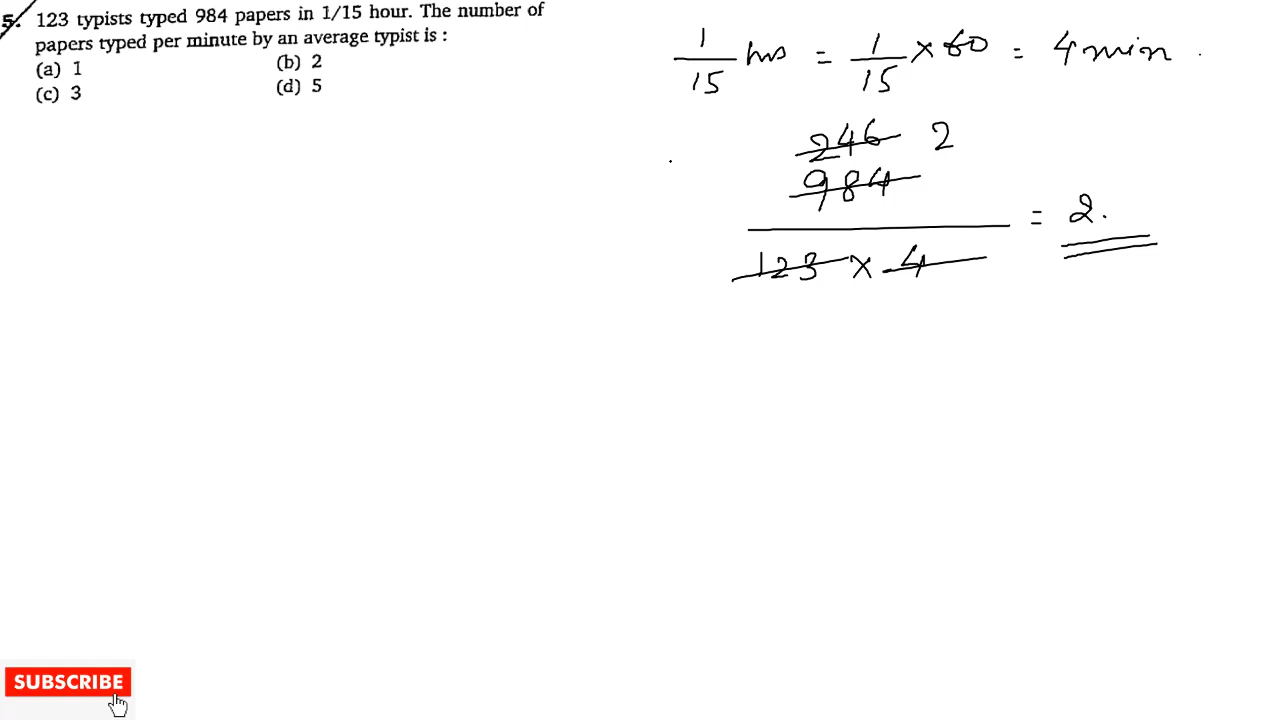 5. 123 typists typed 984 papers in 1/15 hour. The number of
papers typed per minute by an average typist is :
(a) 1 (b) 2
(c) 3 (d) 5
1/15 hrs = 1/15 × 60 = 4 min .
246 2
984
123 × 4 = 2.
SUBSCRIBE